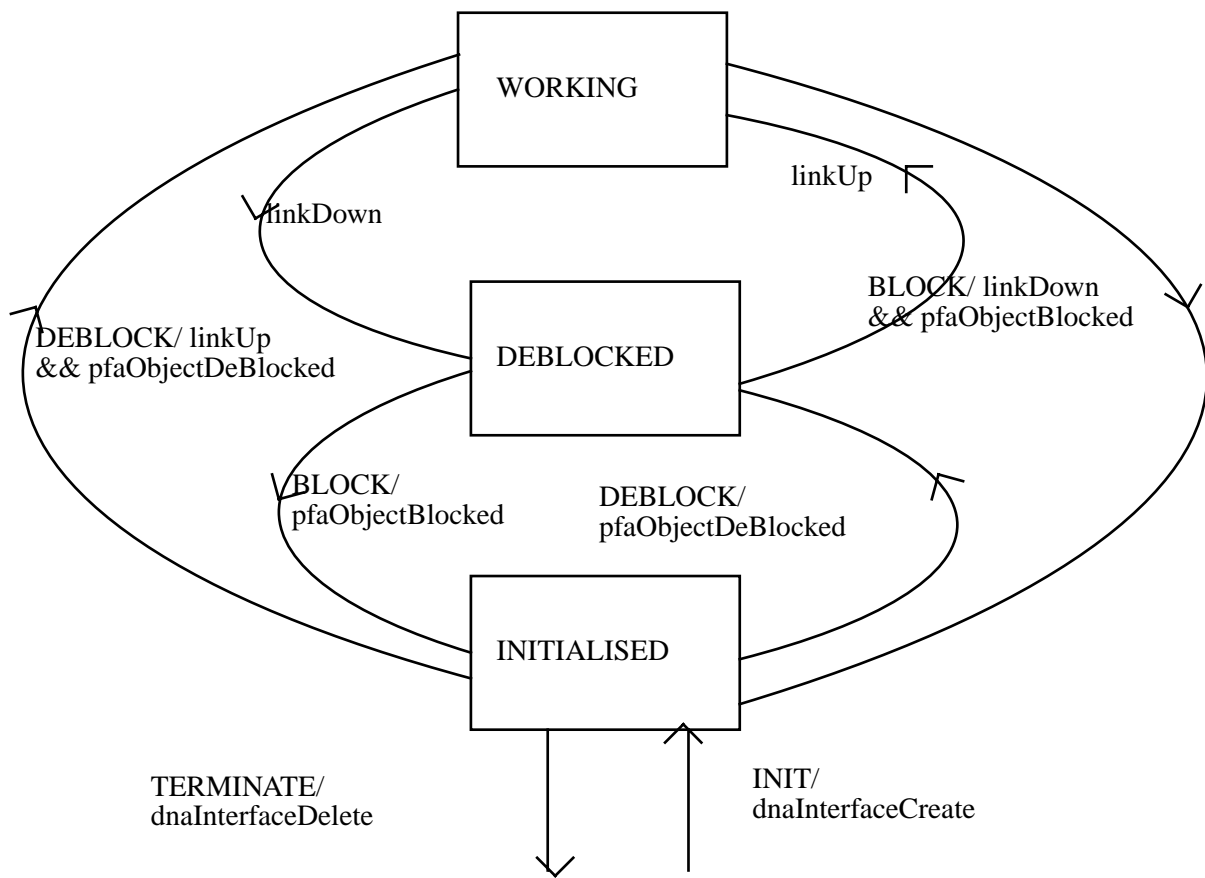 WORKING
linkUp
linkDown
BLOCK/ linkDown
&& pfaObjectBlocked
DEBLOCK/ linkUp
&& pfaObjectDeBlocked
DEBLOCKED
BLOCK/
pfaObjectBlocked
DEBLOCK/
pfaObjectDeBlocked
INITIALISED
TERMINATE/
dnaInterfaceDelete
INIT/
dnaInterfaceCreate